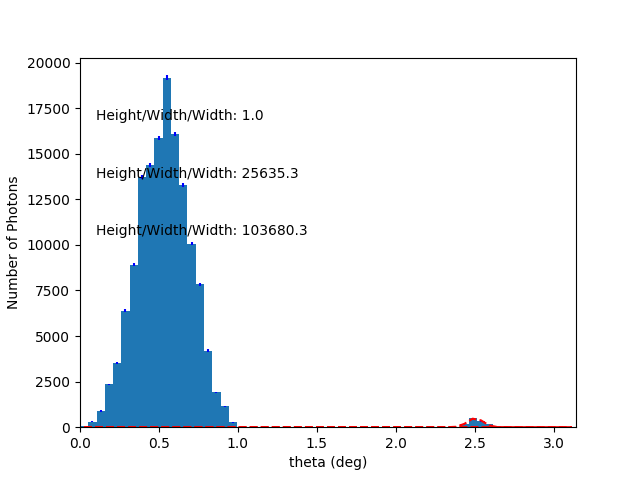 20000
17500
15000
12500
10000
7500
5000
2500
0
Number of Photons
Height/Width/Width: 1.0
Height/Width/Width: 25635.3
Height/Width/Width: 103680.3
0.0 0.5 1.0 1.5 2.0 2.5 3.0
theta (deg)